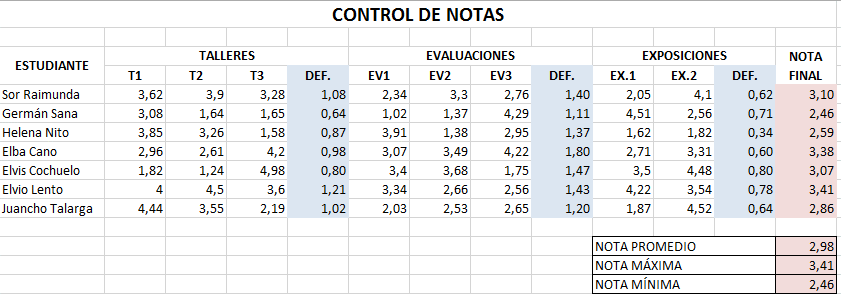 CONTROL DE NOTAS
ESTUDIANTE TALLERES EVALUACIONES EXPOSICIONES NOTA FINAL
T1 T2 T3 DEF. EV1 EV2 EV3 DEF. EX.1 EX.2 DEF.
Sor Raimunda 3,62 3,9 3,28 1,08 2,34 3,3 2,76 1,40 2,05 4,1 0,62 3,10
Germán Sana 3,08 1,64 1,65 0,64 1,02 1,37 4,29 1,11 4,51 2,56 0,71 2,46
Helena Nito 3,85 3,26 1,58 0,87 3,91 1,38 2,95 1,37 1,62 1,82 0,34 2,59
Elba Cano 2,96 2,61 4,2 0,98 3,07 3,49 4,22 1,80 2,71 3,31 0,60 3,38
Elvis Cochuelo 1,82 1,24 4,98 0,80 3,4 3,68 1,75 1,47 3,5 4,48 0,80 3,07
Elvio Lento 4 4,5 3,6 1,21 3,34 2,66 2,56 1,43 4,22 3,54 0,78 3,41
Juancho Talarga 4,44 3,55 2,19 1,02 2,03 2,53 2,65 1,20 1,87 4,52 0,64 2,86
NOTA PROMEDIO 2,98
NOTA MÁXIMA 3,41
NOTA MÍNIMA 2,46